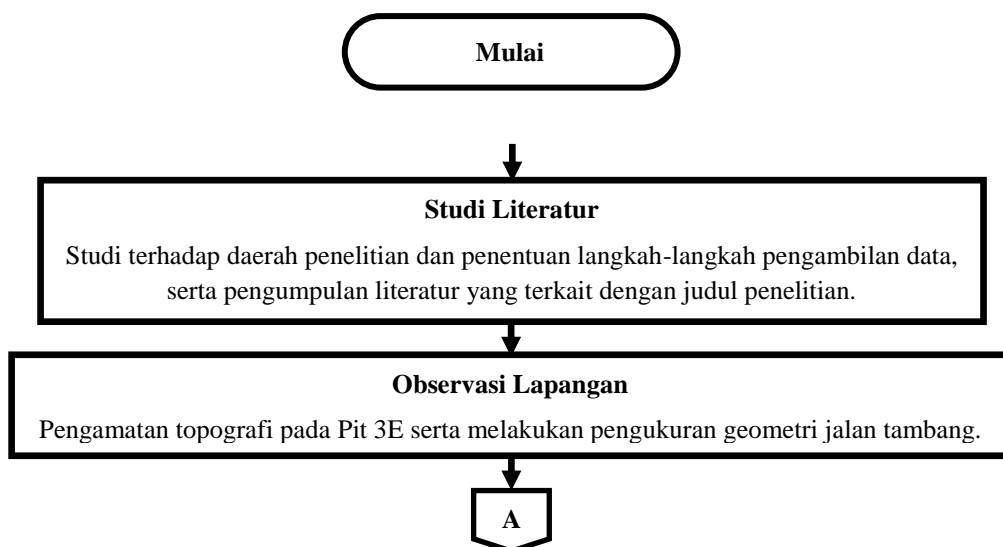 Mulai
Studi Literatur
Studi terhadap daerah penelitian dan penentuan langkah-langkah pengambilan data,
serta pengumpulan literatur yang terkait dengan judul penelitian.
Observasi Lapangan
Pengamatan topografi pada Pit 3E serta melakukan pengukuran geometri jalan tambang.
A